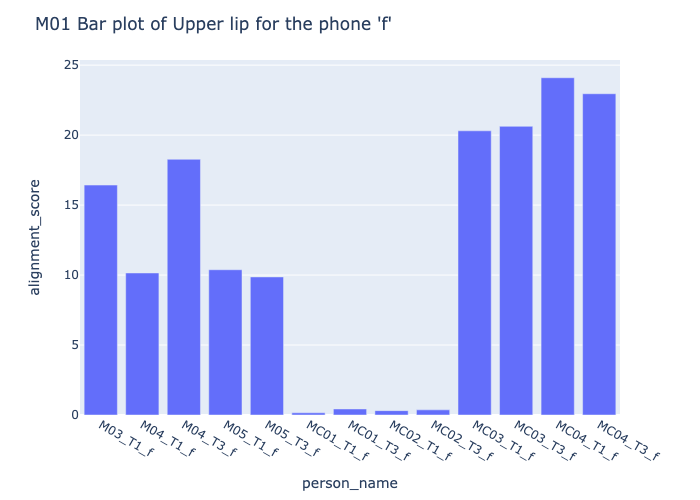 M01 Bar plot of Upper lip for the phone 'f'
alignment_score
25
20
15
10
5
0
M03_T1_f
M04_T1_f
M04_T3_f
M05_T1_f
M05_T3_f
MC01_T1_f
MC01_T3_f
MC02_T1_f
MC02_T3_f
MC03_T1_f
MC03_T3_f
MC04_T1_f
MC04_T3_f
person_name